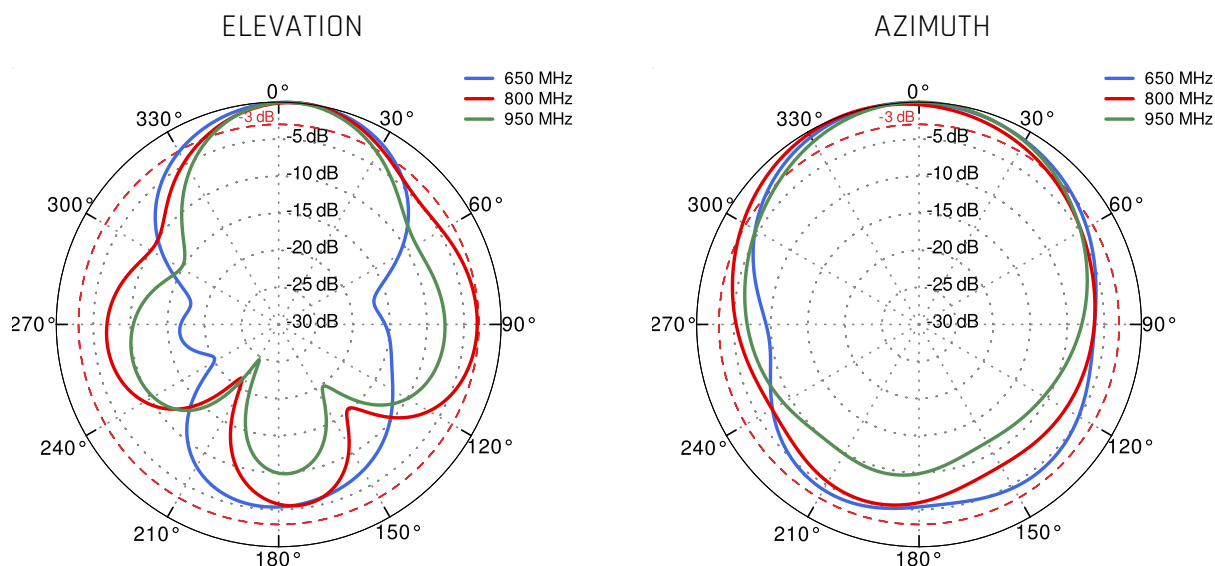 ELEVATION
650 MHz
800 MHz
950 MHz
0°
330°
-3 dB
30°
-5 dB
-10 dB
300°
60°
-15 dB
-20 dB
-25 dB
270°
-30 dB
90°
240°
120°
210°
150°
180°
AZIMUTH
650 MHz
800 MHz
950 MHz
0°
330°
-3 dB
30°
-5 dB
-10 dB
300°
60°
-15 dB
-20 dB
-25 dB
270°
-30 dB
90°
240°
120°
210°
150°
180°